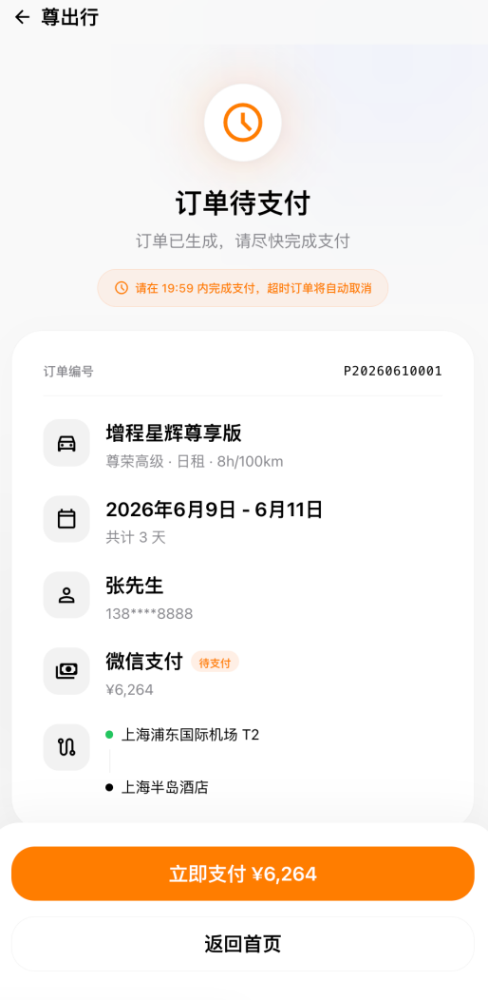 尊出行
订单待支付
订单已生成，请尽快完成支付
请在 19:59 内完成支付，超时订单将自动取消
订单编号 P20260610001
增程星辉尊享版
尊荣高级 · 日租 · 8h/100km
2026年6月9日 - 6月11日
共计 3 天
张先生
138****8888
微信支付 待支付
¥6,264
上海浦东国际机场 T2
上海半岛酒店
立即支付 ¥6,264
返回首页